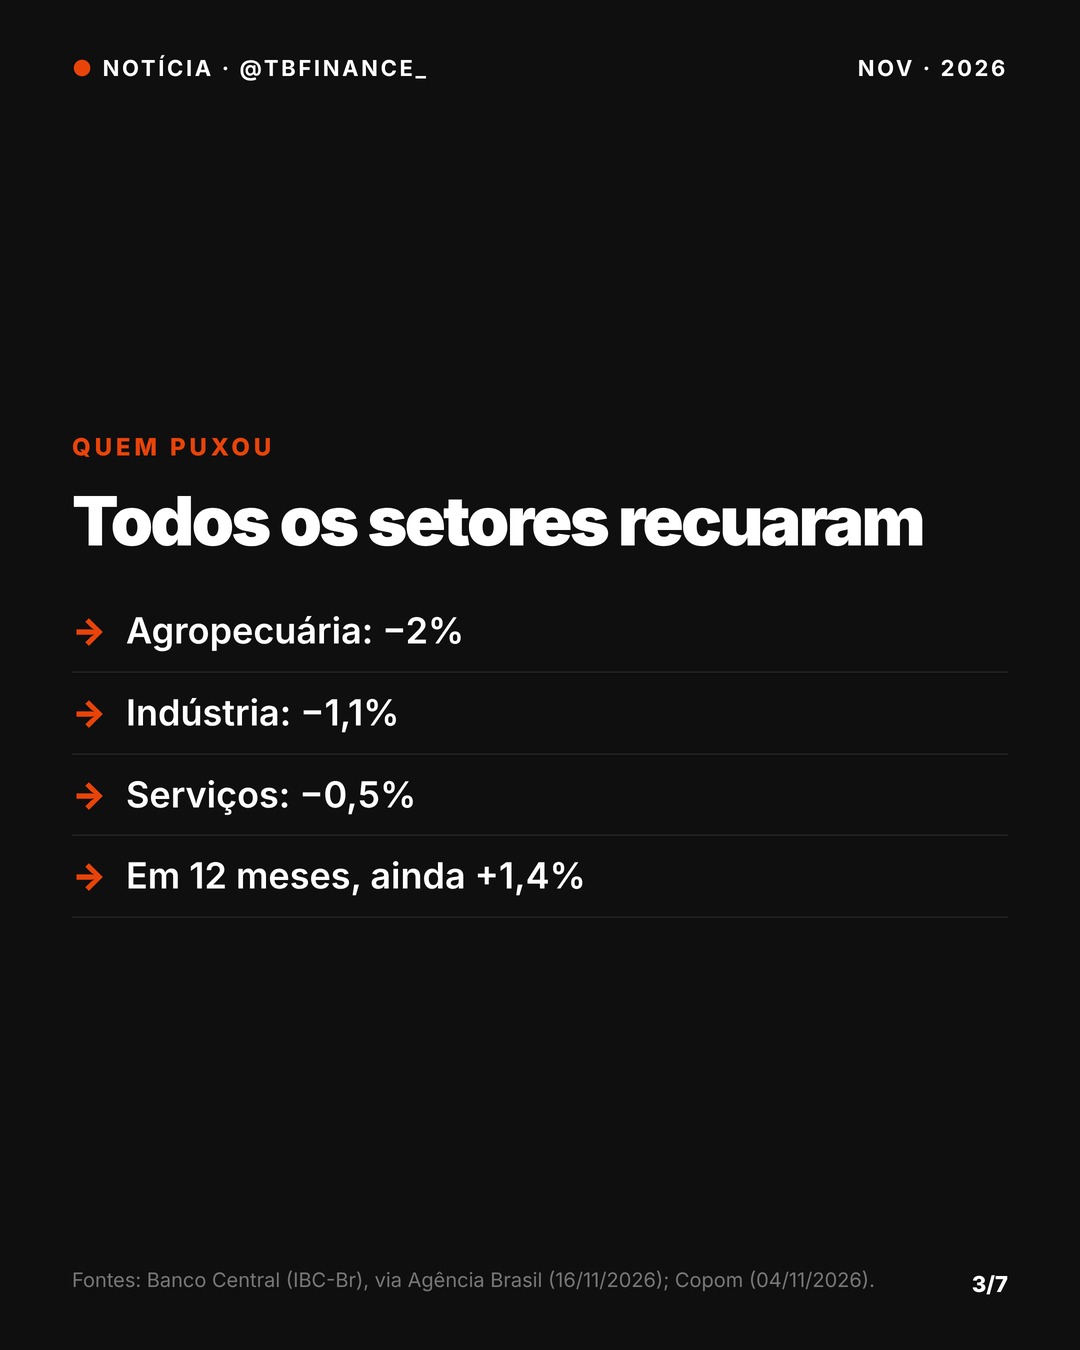 NOTÍCIA · @TBFINANCE_
NOV · 2026
QUEM PUXOU
Todos os setores recuaram
→ Agropecuária: −2%
→ Indústria: −1,1%
→ Serviços: −0,5%
→ Em 12 meses, ainda +1,4%
Fontes: Banco Central (IBC-Br), via Agência Brasil (16/11/2026); Copom (04/11/2026).
3/7